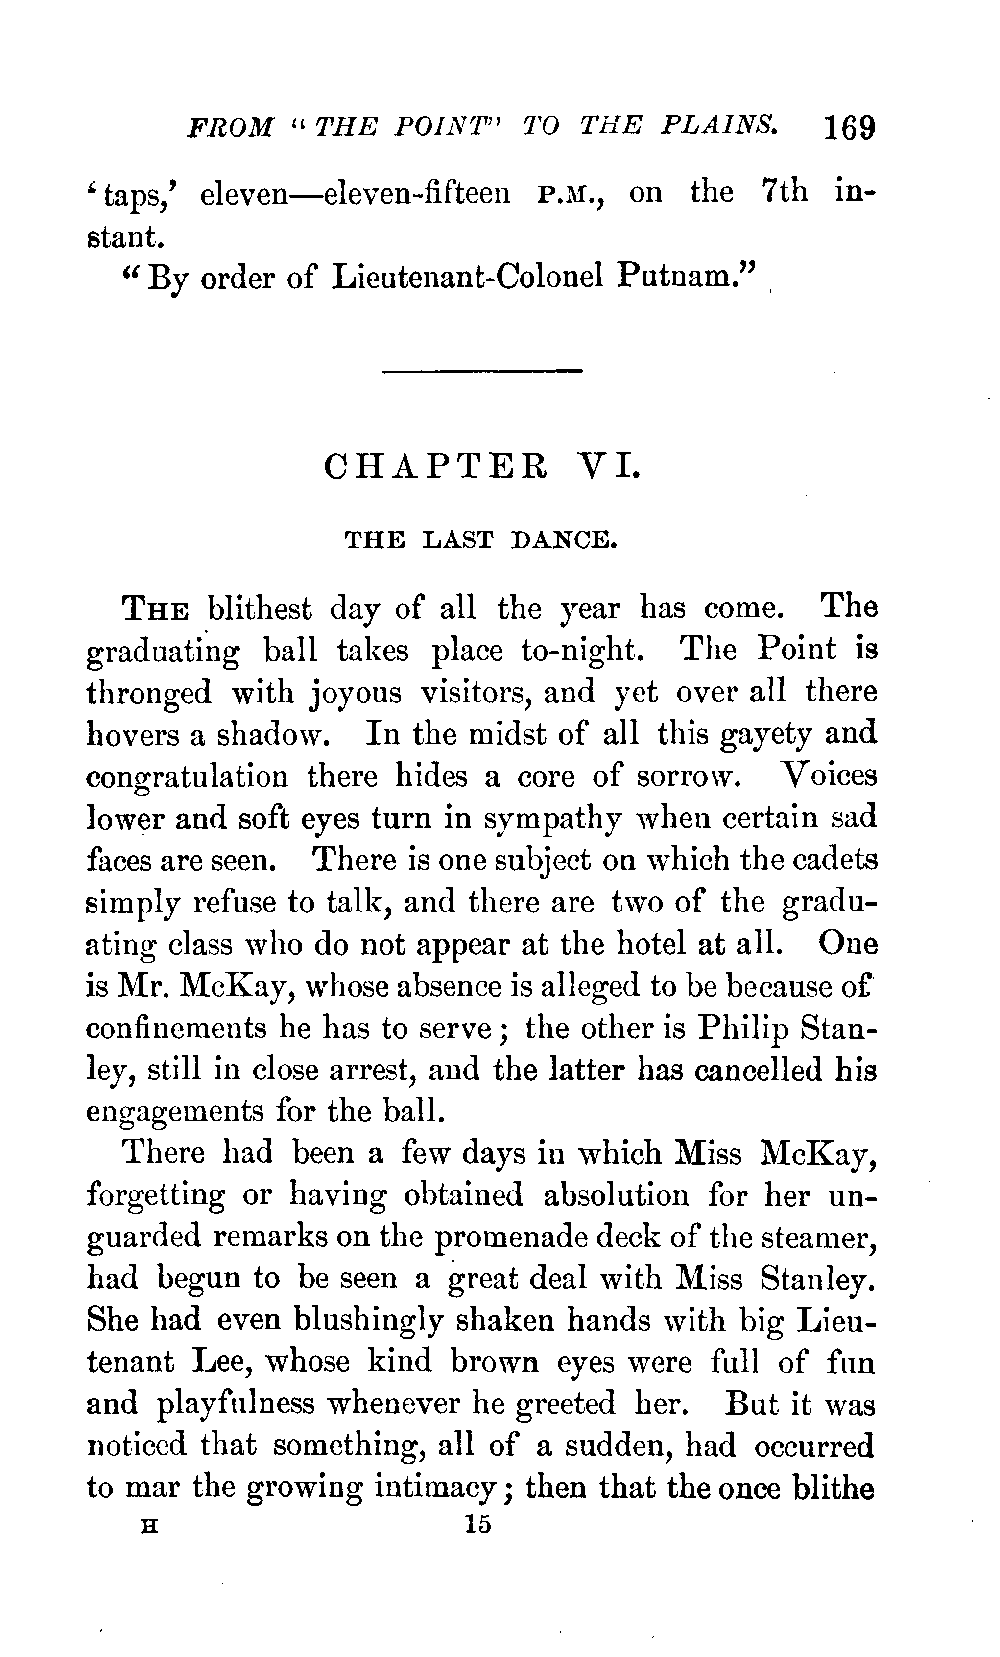 FROM "THE POINT" TO THE PLAINS. 169
'taps,' eleven—eleven-fifteen P.M., on the 7th in-
stant.
"By order of Lieutenant-Colonel Putnam."
CHAPTER VI.
THE LAST DANCE.
THE blithest day of all the year has come. The
graduating ball takes place to-night. The Point is
thronged with joyous visitors, and yet over all there
hovers a shadow. In the midst of all this gayety and
congratulation there hides a core of sorrow. Voices
lower and soft eyes turn in sympathy when certain sad
faces are seen. There is one subject on which the cadets
simply refuse to talk, and there are two of the gradu-
ating class who do not appear at the hotel at all. One
is Mr. McKay, whose absence is alleged to be because of
confinements he has to serve; the other is Philip Stan-
ley, still in close arrest, and the latter has cancelled his
engagements for the ball.
There had been a few days in which Miss McKay,
forgetting or having obtained absolution for her un-
guarded remarks on the promenade deck of the steamer,
had begun to be seen a great deal with Miss Stanley.
She had even blushingly shaken hands with big Lieu-
tenant Lee, whose kind brown eyes were full of fun
and playfulness whenever he greeted her. But it was
noticed that something, all of a sudden, had occurred
to mar the growing intimacy; then that the once blithe
H 15